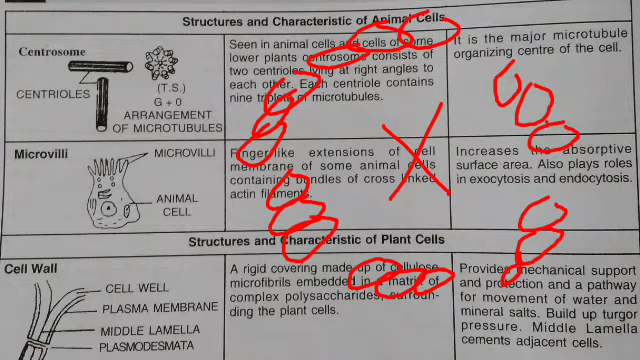 Structures and Characteristic of Animal Cells
Centrosome
CENTRIOLES
(T.S.)
G + 0
ARRANGEMENT
OF MICROTUBULES
Seen in animal cells and cells of some
lower plants centrosome consists of
two centrioles lying at right angles to
each other. Each centriole contains
nine triplets of microtubules.
It is the major microtubule
organizing centre of the cell.
Microvilli
MICROVILLI
ANIMAL
CELL
Finger like extensions of cell
membrane of some animal cells
containing bundles of cross linked
actin filaments.
Increases the absorptive
surface area. Also plays roles
in exocytosis and endocytosis.
Structures and Characteristic of Plant Cells
Cell Wall
CELL WELL
PLASMA MEMBRANE
MIDDLE LAMELLA
PLASMODESMATA
A rigid covering made up of cellulose
microfibrils embedded in a matrix of
complex polysaccharides, surroun-
ding the plant cells.
Provides mechanical support
and protection and a pathway
for movement of water and
mineral salts. Build up turgor
pressure. Middle Lamella
cements adjacent cells.